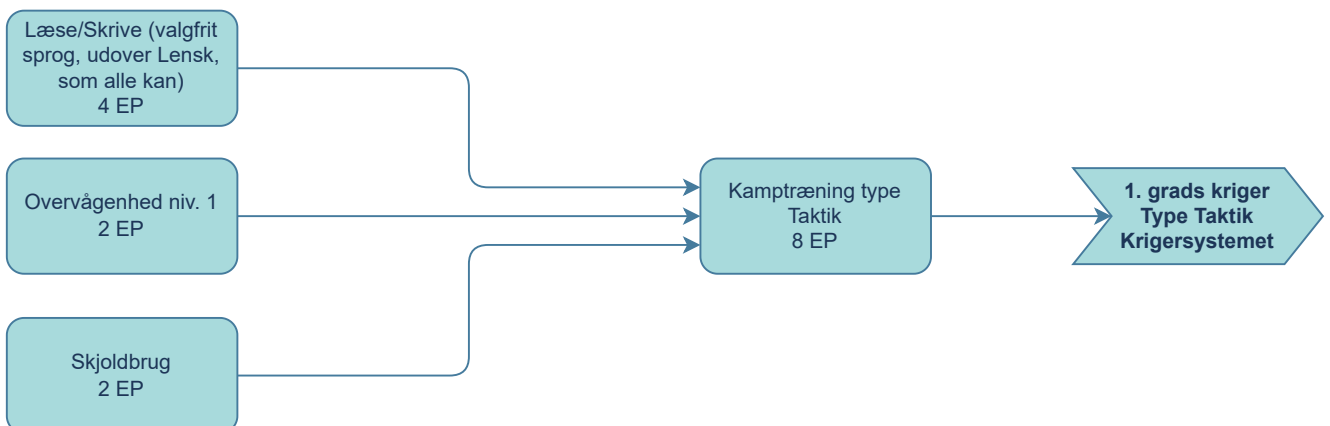 Læse/Skrive (valgfrit
sprog, udover Lensk,
som alle kan)
4 EP
Overvågenhed niv. 1
2 EP
Skjoldbrug
2 EP
Kamptræning type
Taktik
8 EP
1. grads kriger
Type Taktik
Krigersystemet